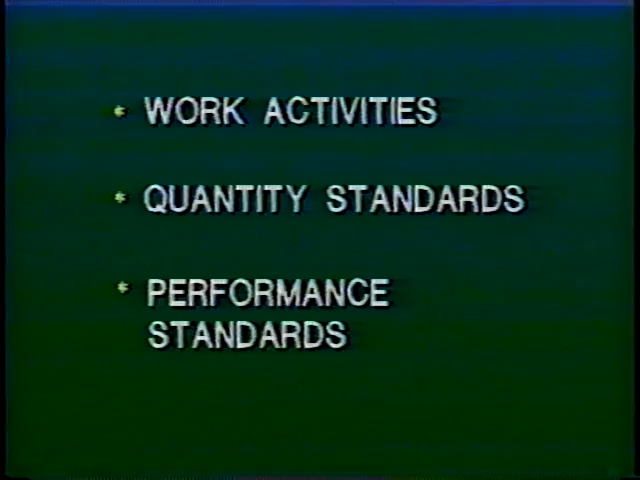 * WORK ACTIVITIES
* QUANTITY STANDARDS
* PERFORMANCE
STANDARDS